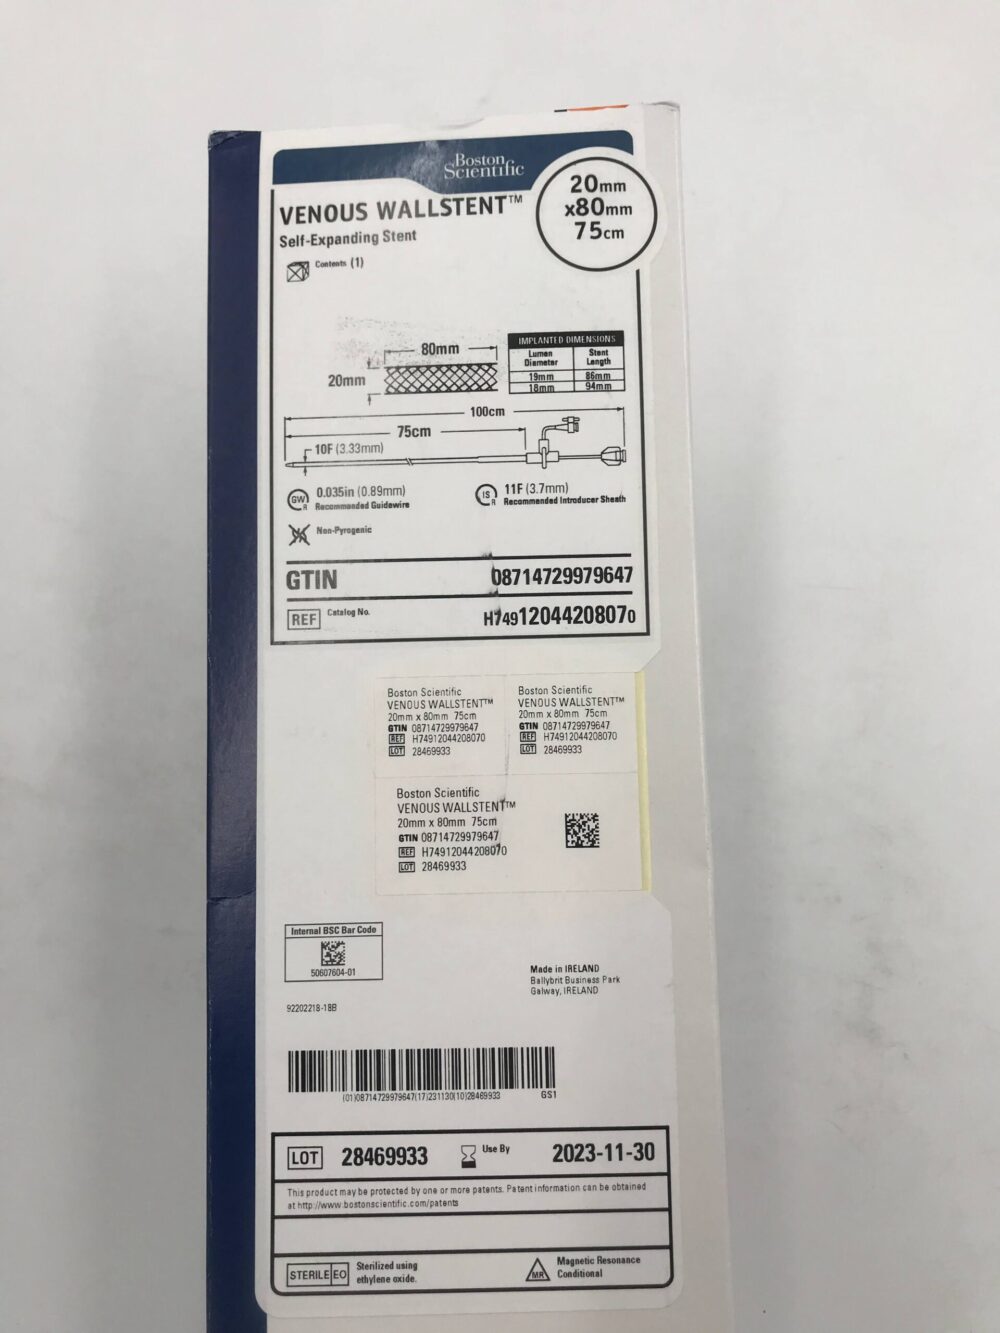 Boston
Scientific
VENOUS WALLSTENT™
Self-Expanding Stent
Contents (1)
20mm
x80mm
75cm
80mm
20mm
IMPLANTED DIMENSIONS
Lumen Diameter Stent Length
19mm 86mm
18mm 94mm
100cm
75cm
10F (3.33mm)
GW R 0.035in (0.89mm)
Recommended Guidewire
IS R 11F (3.7mm)
Recommended Introducer Sheath
Non-Pyrogenic
GTIN 08714729979647
REF Catalog No. H74912044208070
Boston Scientific
VENOUS WALLSTENT™
20mm x 80mm 75cm
GTIN 08714729979647
REF H74912044208070
LOT 28469933
Boston Scientific
VENOUS WALLSTENT™
20mm x 80mm 75cm
GTIN 08714729979647
REF H74912044208070
LOT 28469933
Boston Scientific
VENOUS WALLSTENT™
20mm x 80mm 75cm
GTIN 08714729979647
REF H74912044208070
LOT 28469933
Internal BSC Bar Code
50607604-01
Made in IRELAND
Ballybrit Business Park
Galway, IRELAND
92202218-18B
(01)08714729979647(17)231130(10)28469933
GS1
LOT 28469933 Use By 2023-11-30
This product may be protected by one or more patents. Patent information can be obtained
at http://www.bostonscientific.com/patents
STERILE EO Sterilized using
ethylene oxide.
MR Magnetic Resonance
Conditional